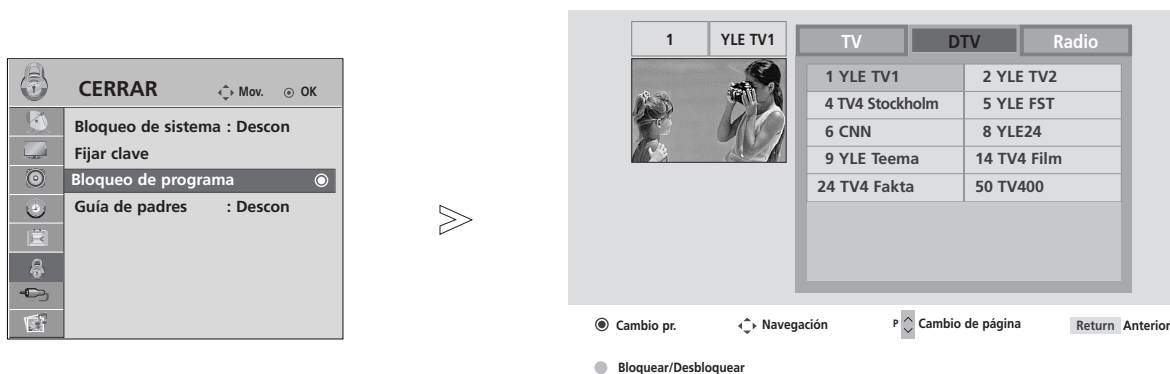 CERRAR Mov. OK
Bloqueo de sistema : Descon
Fijar clave
Bloqueo de programa
Guía de padres : Descon
1 YLE TV1
TV DTV Radio
1 YLE TV1 2 YLE TV2
4 TV4 Stockholm 5 YLE FST
6 CNN 8 YLE24
9 YLE Teema 14 TV4 Film
24 TV4 Fakta 50 TV400
Cambio pr. Navegación P Cambio de página Return Anterior
Bloquear/Desbloquear